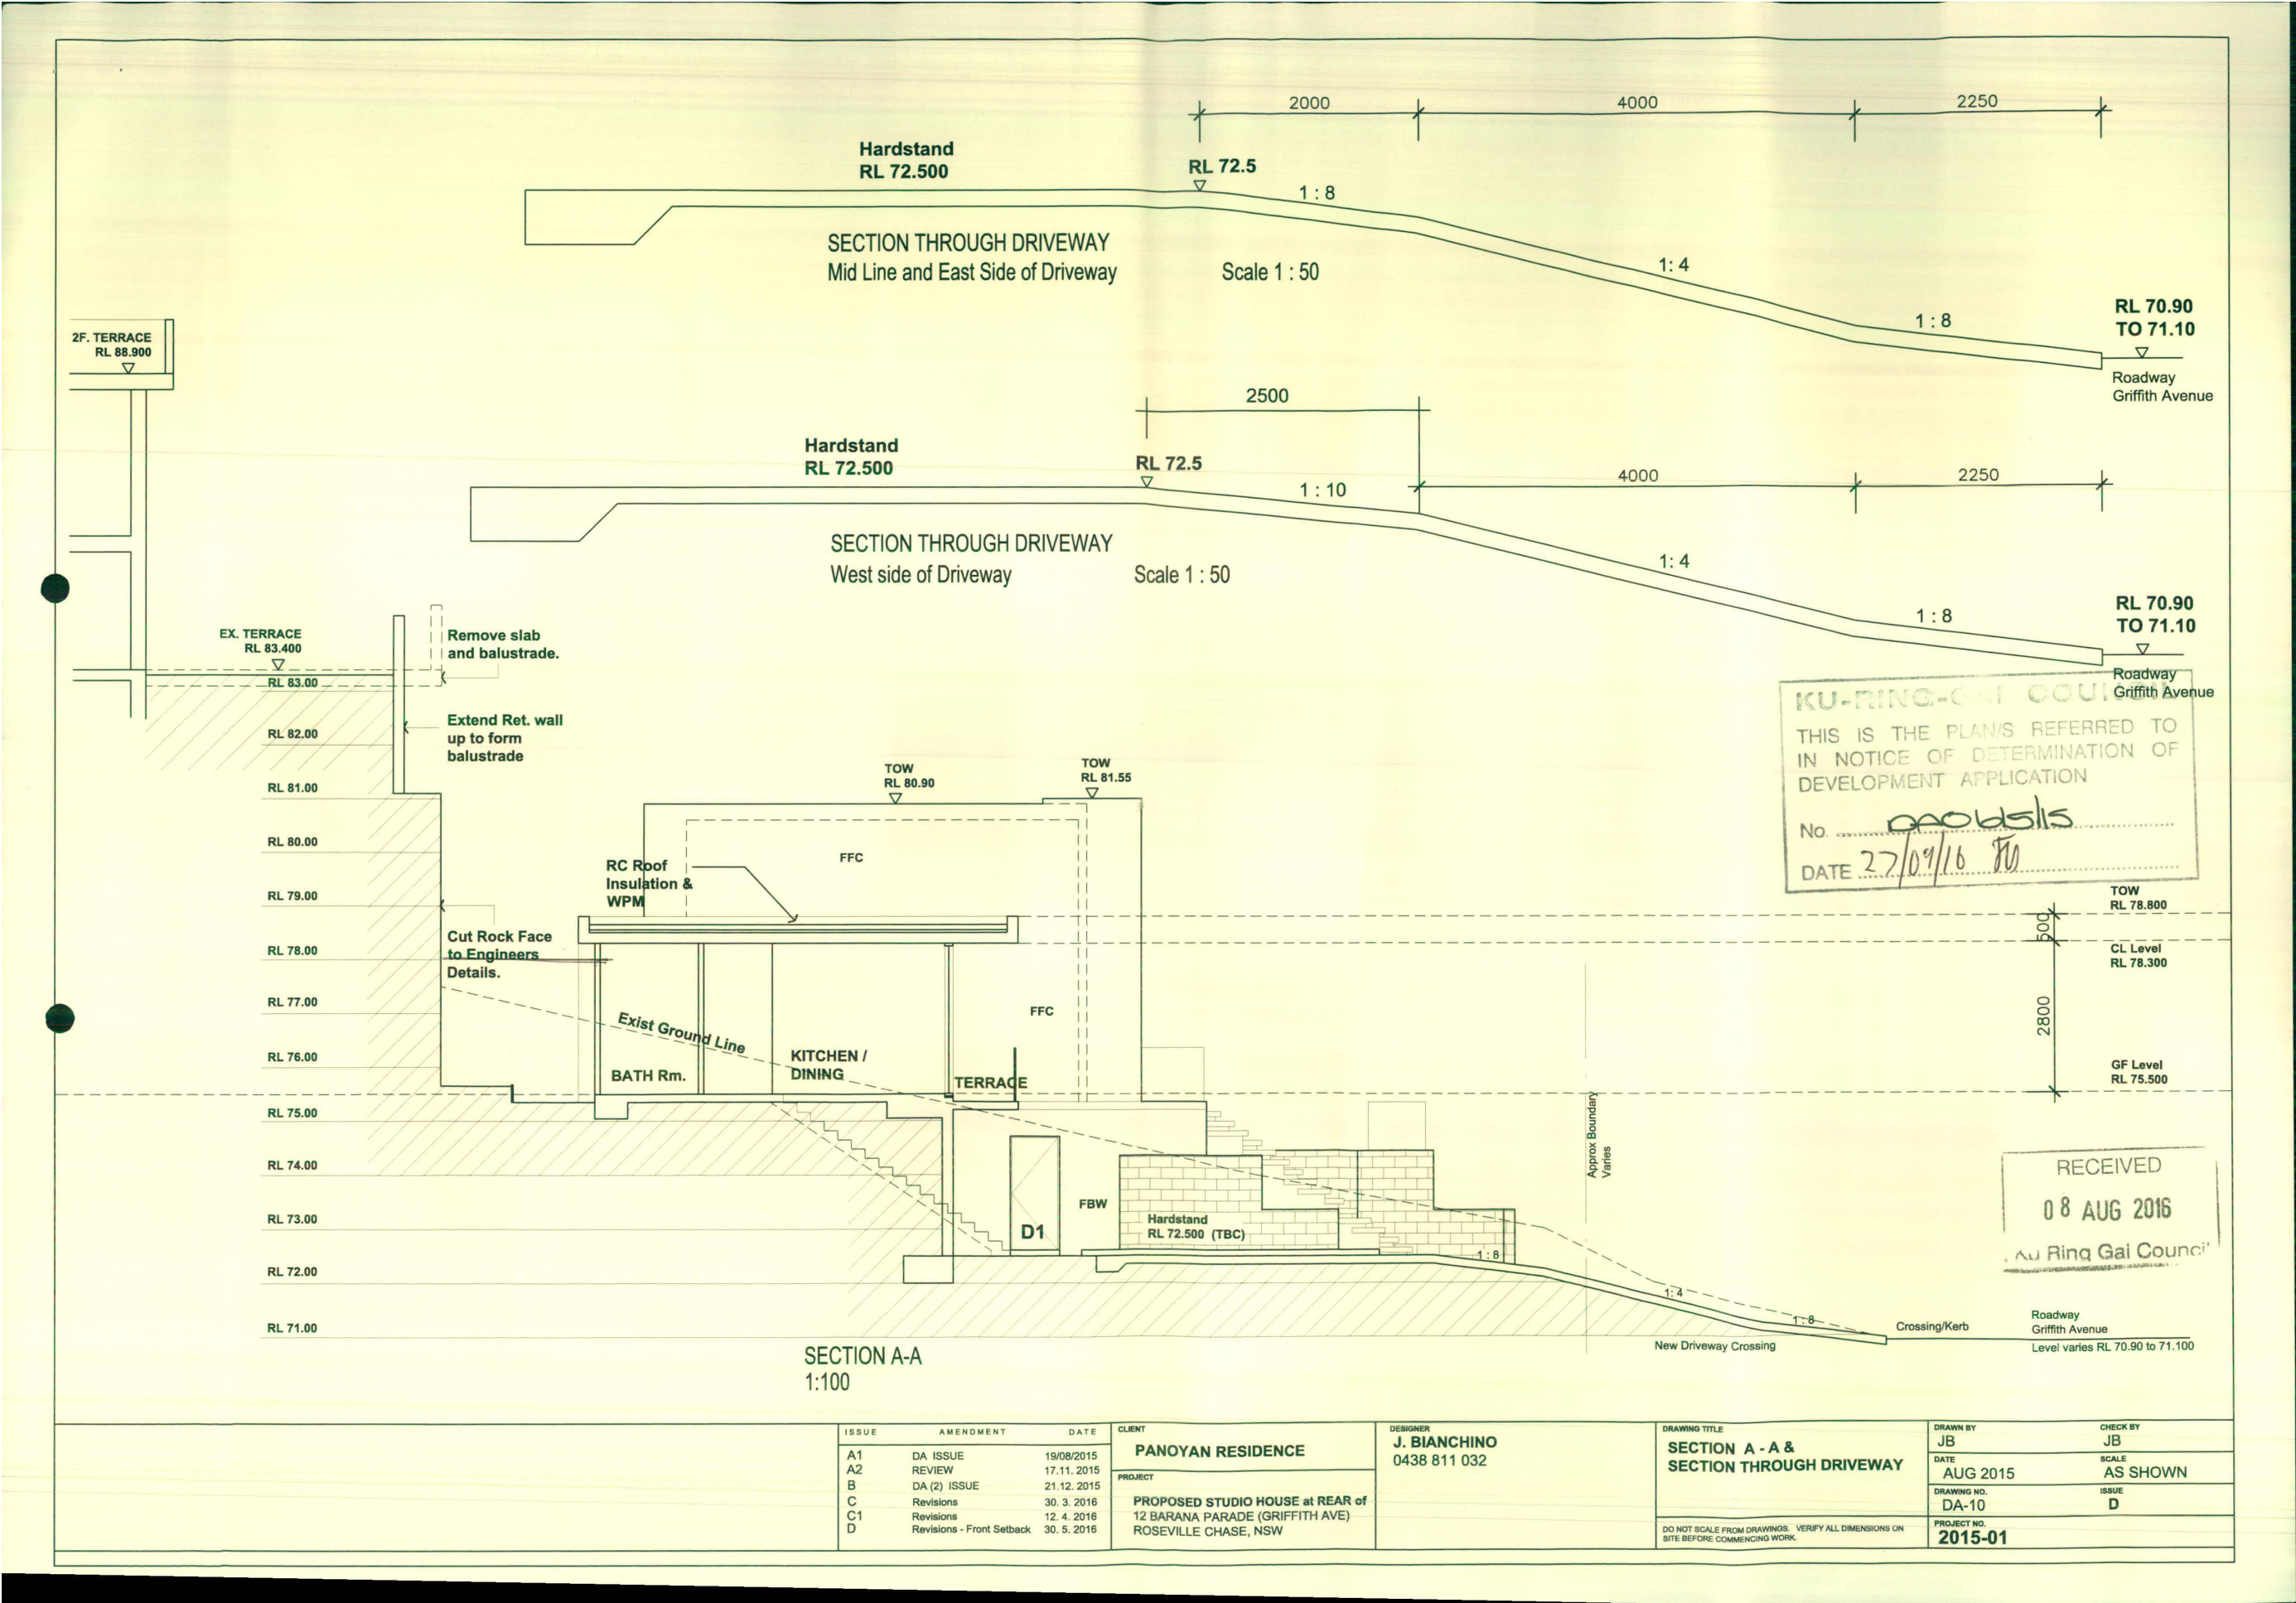 2000
4000
2250
Hardstand
RL 72.500
RL 72.5
1 : 8
SECTION THROUGH DRIVEWAY
Mid Line and East Side of Driveway
Scale 1 : 50
1: 4
1 : 8
RL 70.90
TO 71.10
Roadway
Griffith Avenue
2F. TERRACE
RL 88.900
2500
Hardstand
RL 72.500
RL 72.5
1 : 10
4000
2250
SECTION THROUGH DRIVEWAY
West side of Driveway
Scale 1 : 50
1: 4
1 : 8
RL 70.90
TO 71.10
Roadway
Griffith Avenue
EX. TERRACE
RL 83.400
Remove slab
and balustrade.
Extend Ret. wall
up to form
balustrade
RL 83.00
RL 82.00
RL 81.00
RL 80.00
RL 79.00
RL 78.00
RL 77.00
RL 76.00
RL 75.00
RL 74.00
RL 73.00
RL 72.00
RL 71.00
KU-RING-GAI COUNCIL
THIS IS THE PLAN/S REFERRED TO
IN NOTICE OF DETERMINATION OF
DEVELOPMENT APPLICATION
No. DA0615/15
DATE 27/09/16
TOW
RL 80.90
TOW
RL 81.55
RC Roof
Insulation &
WPM
FFC
Cut Rock Face
to Engineers
Details.
Exist Ground Line
BATH Rm.
KITCHEN /
DINING
TERRACE
FFC
TOW
RL 78.800
500
CL Level
RL 78.300
2800
GF Level
RL 75.500
Approx Boundary
Varies
D1
FBW
Hardstand
RL 72.500 (TBC)
1 : 8
1: 4
1 : 8
RECEIVED
08 AUG 2016
Ku Ring Gai Council
New Driveway Crossing
Crossing/Kerb
Roadway
Griffith Avenue
Level varies RL 70.90 to 71.100
SECTION A-A
1:100
ISSUE AMENDMENT DATE
A1 DA ISSUE 19/08/2015
A2 REVIEW 17.11. 2015
B DA (2) ISSUE 21.12. 2015
C Revisions 30. 3. 2016
C1 Revisions 12. 4. 2016
D Revisions - Front Setback 30. 5. 2016
CLIENT
PANOYAN RESIDENCE
PROJECT
PROPOSED STUDIO HOUSE at REAR of
12 BARANA PARADE (GRIFFITH AVE)
ROSEVILLE CHASE, NSW
DESIGNER
J. BIANCHINO
0438 811 032
DRAWING TITLE
SECTION A - A &
SECTION THROUGH DRIVEWAY
DO NOT SCALE FROM DRAWINGS. VERIFY ALL DIMENSIONS ON
SITE BEFORE COMMENCING WORK.
DRAWN BY
JB
CHECK BY
JB
DATE
AUG 2015
SCALE
AS SHOWN
DRAWING NO.
DA-10
ISSUE
D
PROJECT NO.
2015-01